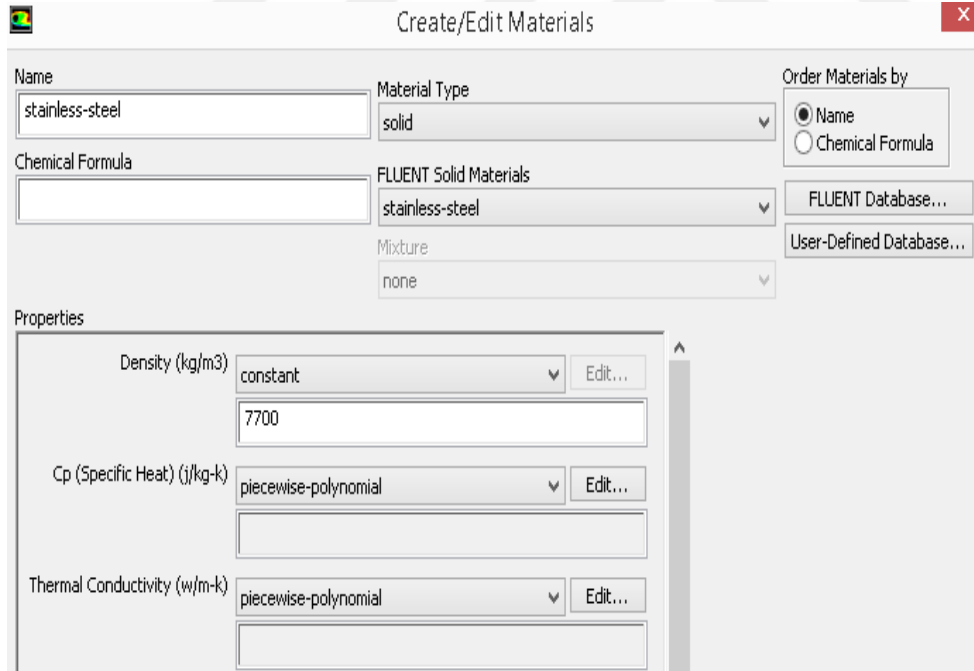 Create/Edit Materials
X
Name
stainless-steel
Chemical Formula
Material Type
solid
FLUENT Solid Materials
stainless-steel
Mixture
none
Order Materials by
Name
Chemical Formula
FLUENT Database...
User-Defined Database...
Properties
Density (kg/m3)
constant
Edit...
7700
Cp (Specific Heat) (j/kg-k)
piecewise-polynomial
Edit...
Thermal Conductivity (w/m-k)
piecewise-polynomial
Edit...